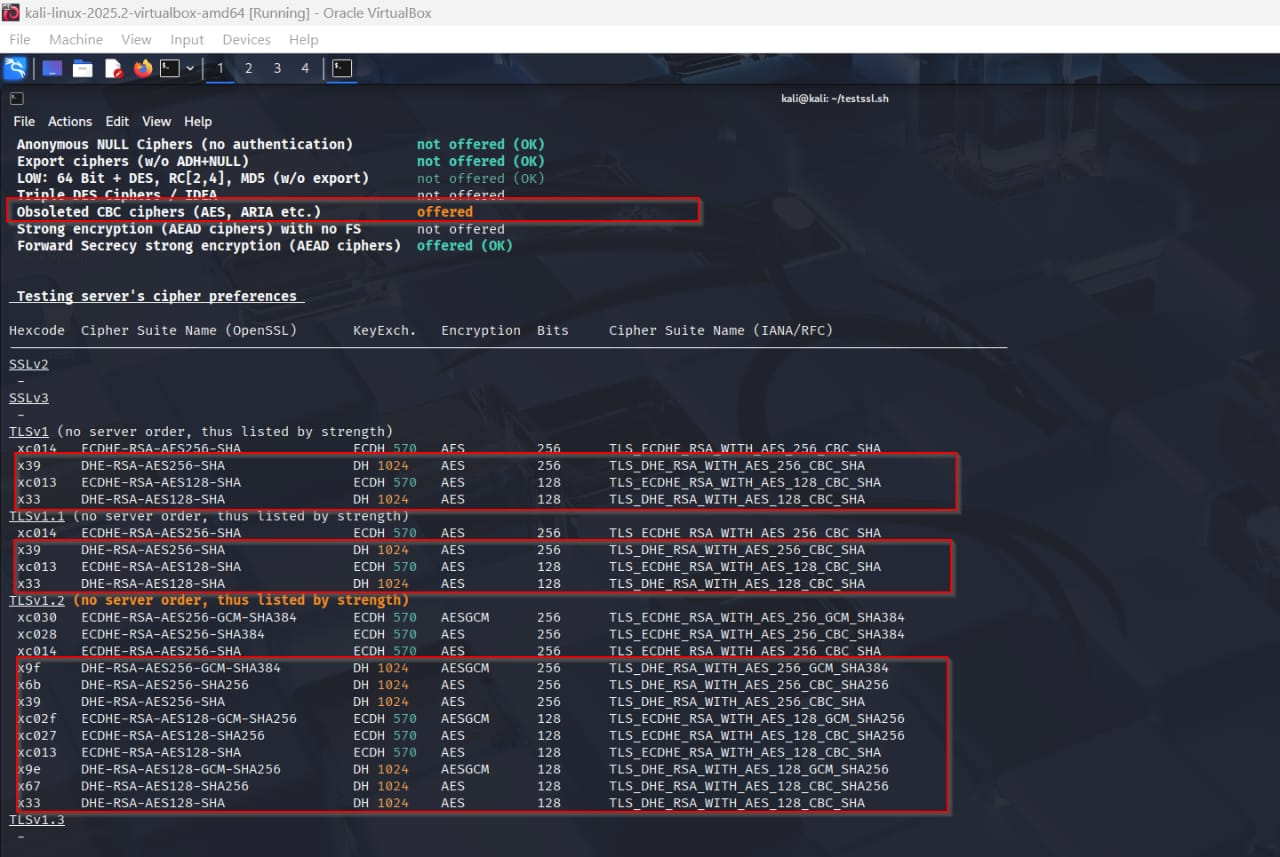 kali-linux-2025.2-virtualbox-amd64 [Running] - Oracle VirtualBox
File Machine View Input Devices Help
1 2 3 4
kali@kali: ~/testssl.sh
File Actions Edit View Help
Anonymous NULL Ciphers (no authentication) not offered (OK)
Export ciphers (w/o ADH+NULL) not offered (OK)
LOW: 64 Bit + DES, RC[2,4], MD5 (w/o export) not offered (OK)
Triple DES Ciphers / IDEA not offered
Obsoleted CBC ciphers (AES, ARIA etc.) offered
Strong encryption (AEAD ciphers) with no FS not offered
Forward Secrecy strong encryption (AEAD ciphers) offered (OK)
Testing server's cipher preferences
Hexcode Cipher Suite Name (OpenSSL) KeyExch. Encryption Bits Cipher Suite Name (IANA/RFC)
SSLv2
-
SSLv3
-
TLSv1 (no server order, thus listed by strength)
xc014 ECDHE-RSA-AES256-SHA ECDH 570 AES 256 TLS_ECDHE_RSA_WITH_AES_256_CBC_SHA
x39 DHE-RSA-AES256-SHA DH 1024 AES 256 TLS_DHE_RSA_WITH_AES_256_CBC_SHA
xc013 ECDHE-RSA-AES128-SHA ECDH 570 AES 128 TLS_ECDHE_RSA_WITH_AES_128_CBC_SHA
x33 DHE-RSA-AES128-SHA DH 1024 AES 128 TLS_DHE_RSA_WITH_AES_128_CBC_SHA
TLSv1.1 (no server order, thus listed by strength)
xc014 ECDHE-RSA-AES256-SHA ECDH 570 AES 256 TLS_ECDHE_RSA_WITH_AES_256_CBC_SHA
x39 DHE-RSA-AES256-SHA DH 1024 AES 256 TLS_DHE_RSA_WITH_AES_256_CBC_SHA
xc013 ECDHE-RSA-AES128-SHA ECDH 570 AES 128 TLS_ECDHE_RSA_WITH_AES_128_CBC_SHA
x33 DHE-RSA-AES128-SHA DH 1024 AES 128 TLS_DHE_RSA_WITH_AES_128_CBC_SHA
TLSv1.2 (no server order, thus listed by strength)
xc030 ECDHE-RSA-AES256-GCM-SHA384 ECDH 570 AESGCM 256 TLS_ECDHE_RSA_WITH_AES_256_GCM_SHA384
xc028 ECDHE-RSA-AES256-SHA384 ECDH 570 AES 256 TLS_ECDHE_RSA_WITH_AES_256_CBC_SHA384
xc014 ECDHE-RSA-AES256-SHA ECDH 570 AES 256 TLS_ECDHE_RSA_WITH_AES_256_CBC_SHA
x9f DHE-RSA-AES256-GCM-SHA384 DH 1024 AESGCM 256 TLS_DHE_RSA_WITH_AES_256_GCM_SHA384
x6b DHE-RSA-AES256-SHA256 DH 1024 AES 256 TLS_DHE_RSA_WITH_AES_256_CBC_SHA256
x39 DHE-RSA-AES256-SHA DH 1024 AES 256 TLS_DHE_RSA_WITH_AES_256_CBC_SHA
xc02f ECDHE-RSA-AES128-GCM-SHA256 ECDH 570 AESGCM 128 TLS_ECDHE_RSA_WITH_AES_128_GCM_SHA256
xc027 ECDHE-RSA-AES128-SHA256 ECDH 570 AES 128 TLS_ECDHE_RSA_WITH_AES_128_CBC_SHA256
xc013 ECDHE-RSA-AES128-SHA ECDH 570 AES 128 TLS_ECDHE_RSA_WITH_AES_128_CBC_SHA
x9e DHE-RSA-AES128-GCM-SHA256 DH 1024 AESGCM 128 TLS_DHE_RSA_WITH_AES_128_GCM_SHA256
x67 DHE-RSA-AES128-SHA256 DH 1024 AES 128 TLS_DHE_RSA_WITH_AES_128_CBC_SHA256
x33 DHE-RSA-AES128-SHA DH 1024 AES 128 TLS_DHE_RSA_WITH_AES_128_CBC_SHA
TLSv1.3
-